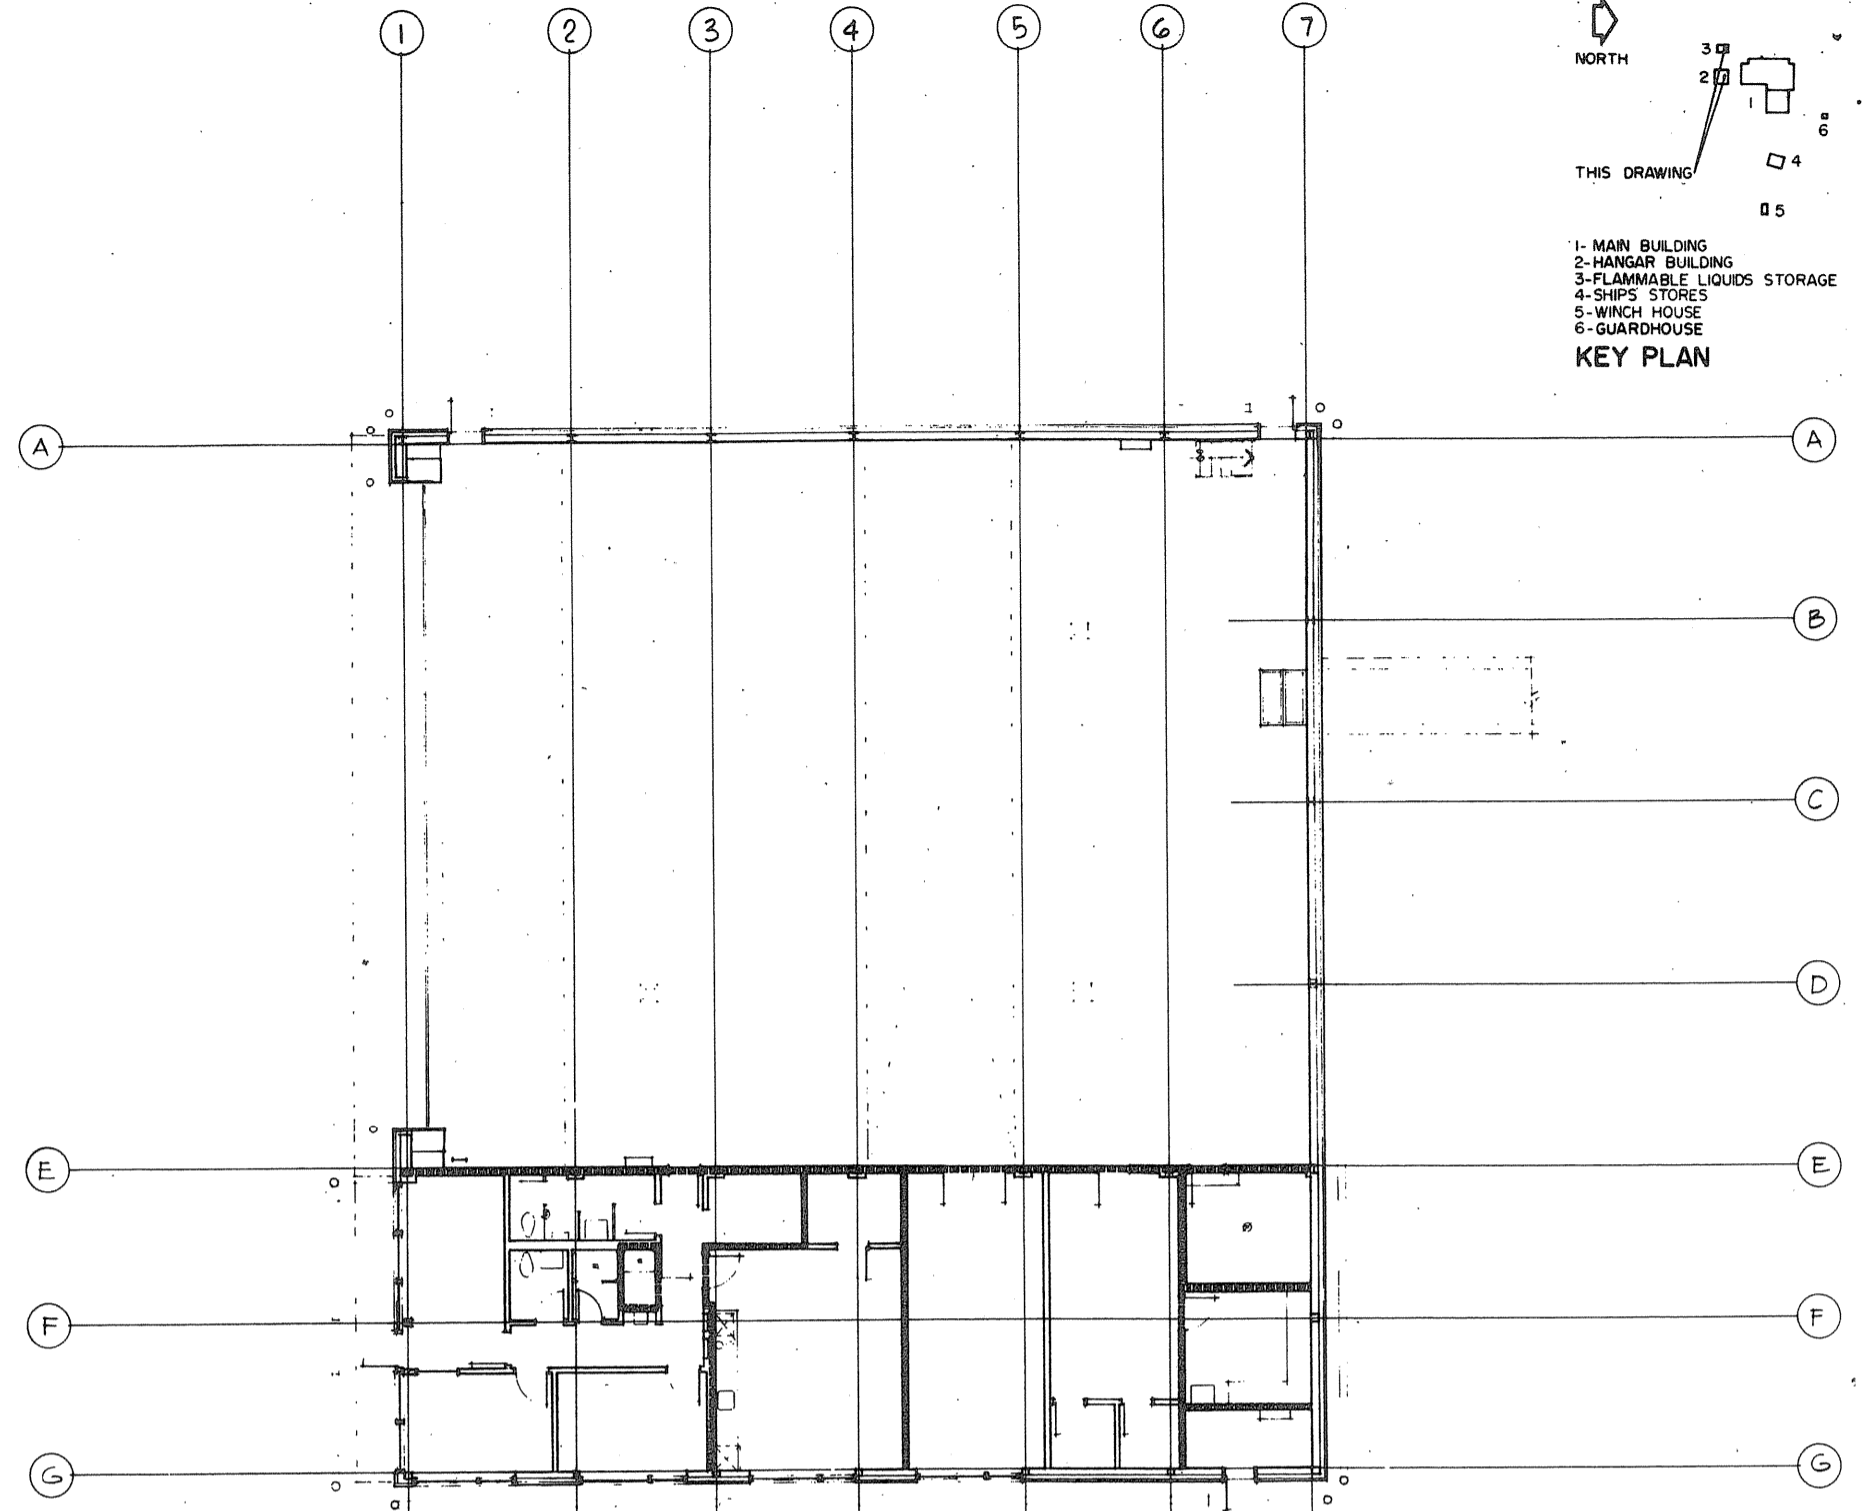 1 2 3 4 5 6 7
NORTH
3
2
1
6
THIS DRAWING
4
5
1- MAIN BUILDING
2-HANGAR BUILDING
3-FLAMMABLE LIQUIDS STORAGE
4-SHIPS' STORES
5-WINCH HOUSE
6-GUARDHOUSE
KEY PLAN
A A
B
C
D
E E
F F
G G